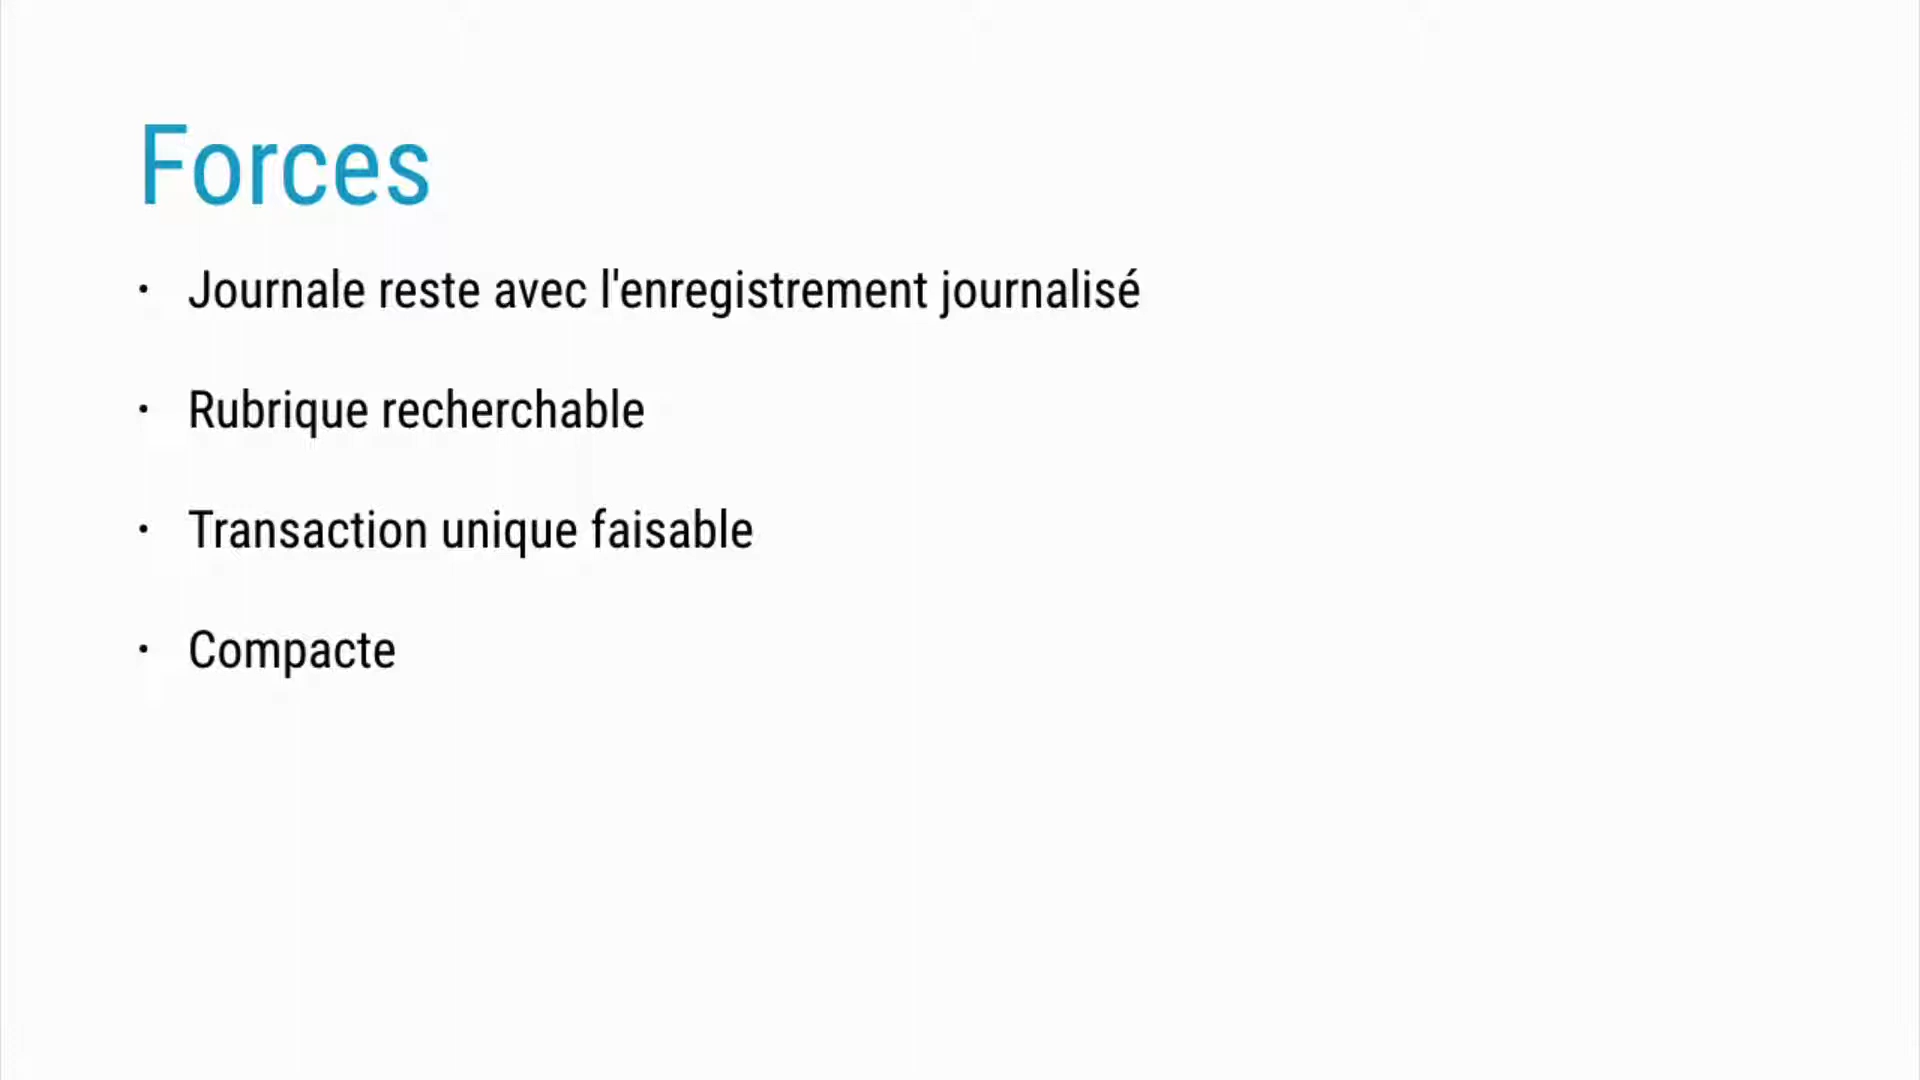 Forces
· Journale reste avec l'enregistrement journalisé
· Rubrique recherchable
· Transaction unique faisable
· Compacte